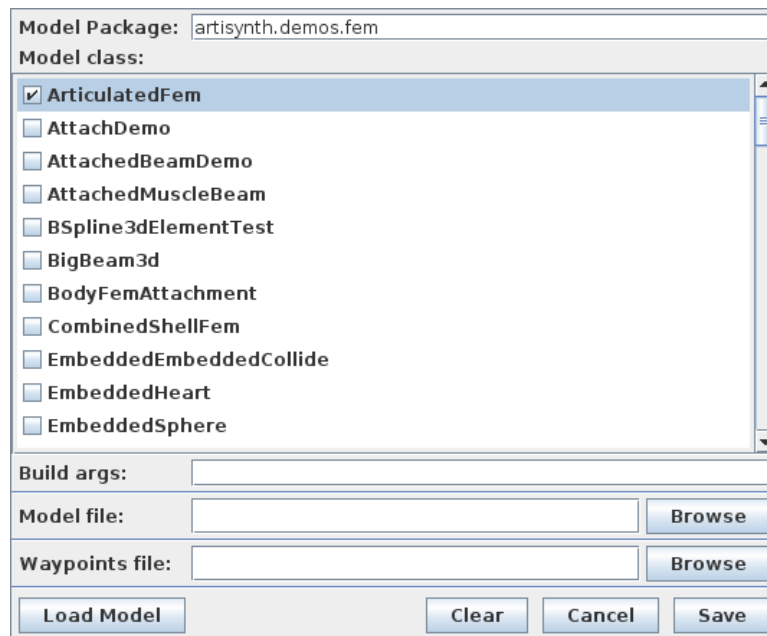 Model Package: artisynth.demos.fem
Model class:
ArticulatedFem
AttachDemo
AttachedBeamDemo
AttachedMuscleBeam
BSpline3dElementTest
BigBeam3d
BodyFemAttachment
CombinedShellFem
EmbeddedEmbeddedCollide
EmbeddedHeart
EmbeddedSphere
Build args:
Model file: Browse
Waypoints file: Browse
Load Model Clear Cancel Save